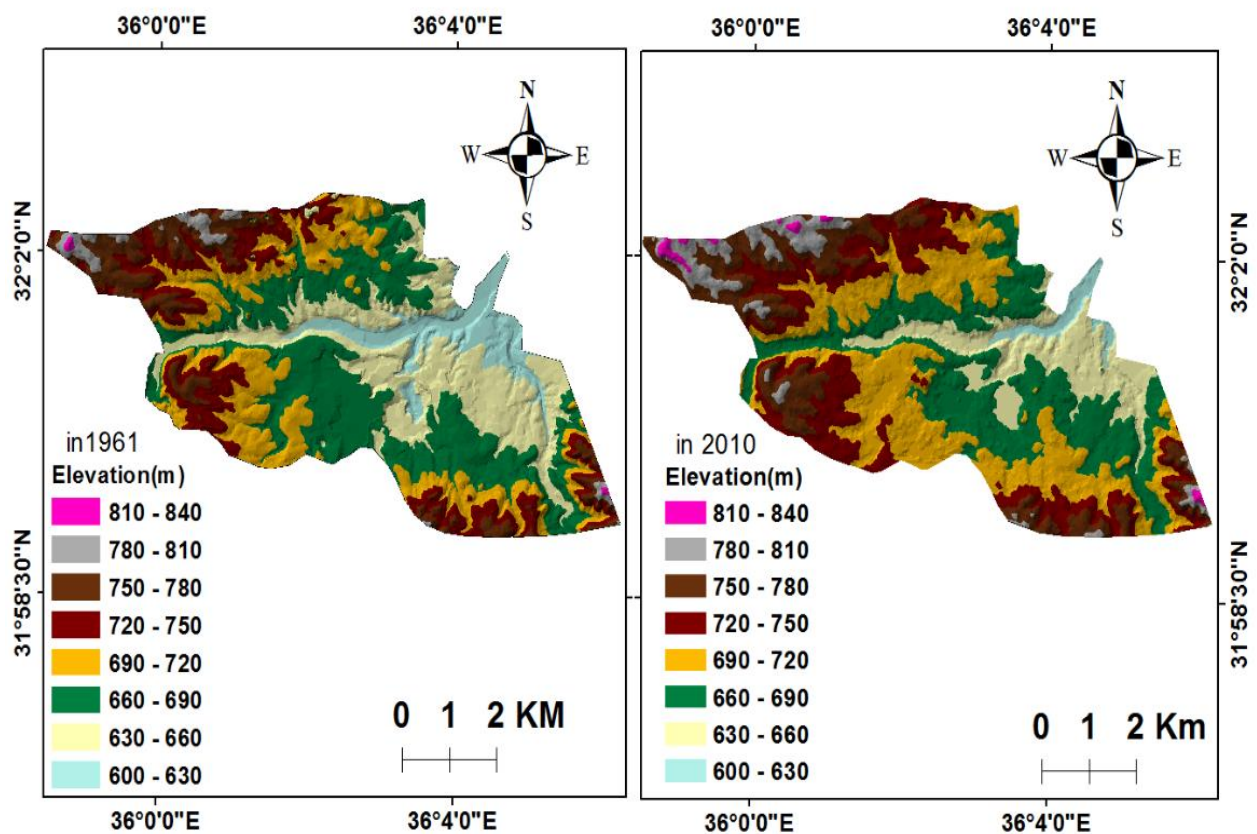 36°0'0"E 36°4'0"E
N
W E
S
32°2'0''N
31°58'30''N
in1961
Elevation(m)
810 - 840
780 - 810
750 - 780
720 - 750
690 - 720
660 - 690
630 - 660
600 - 630
0 1 2 KM
36°0'0"E 36°4'0"E
36°0'0"E 36°4'0"E
N
W E
S
32°2'0"N
31°58'30"N
in 2010
Elevation(m)
810 - 840
780 - 810
750 - 780
720 - 750
690 - 720
660 - 690
630 - 660
600 - 630
0 1 2 Km
36°0'0"E 36°4'0"E